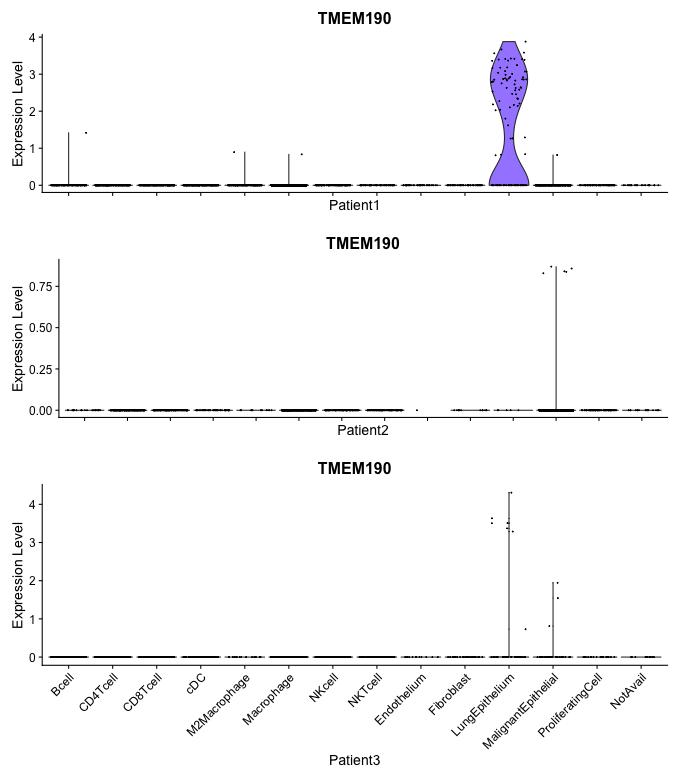 TMEM190
Expression Level
4
3
2
1
0
Patient1
TMEM190
Expression Level
0.75
0.50
0.25
0.00
Patient2
TMEM190
Expression Level
4
3
2
1
0
Bcell
CD4Tcell
CD8Tcell
cDC
M2Macrophage
Macrophage
NKcell
NKTcell
Endothelium
Fibroblast
LungEpithelium
MalignantEpithelial
ProliferatingCell
NotAvail
Patient3